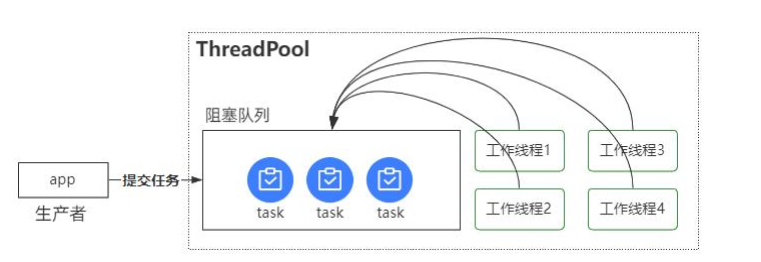 ThreadPool
阻塞队列
app
提交任务
生产者
task
task
task
工作线程1
工作线程3
工作线程2
工作线程4